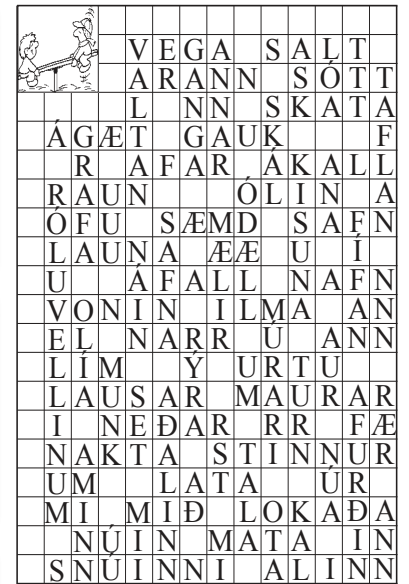 VEGA SALT
ARANN SÓTT
L NN SKATA
ÁGÆT GAUK F
R AFAR ÁKALL
RAUN ÓLIN A
ÓFU SÆMD SAFN
LAUNA ÆÆ U Í
U ÁFALL NAFN
VONIN ILMA AN
EL NARR Ú ANN
LÍM Ý URTU
LAUSAR MAURAR
I NEÐAR RR FÆ
NAKTA STINNUR
UM LATA ÚR
MI MIÐ LOKAÐA
NÚIN MATA IN
SNÚINNI ALINN